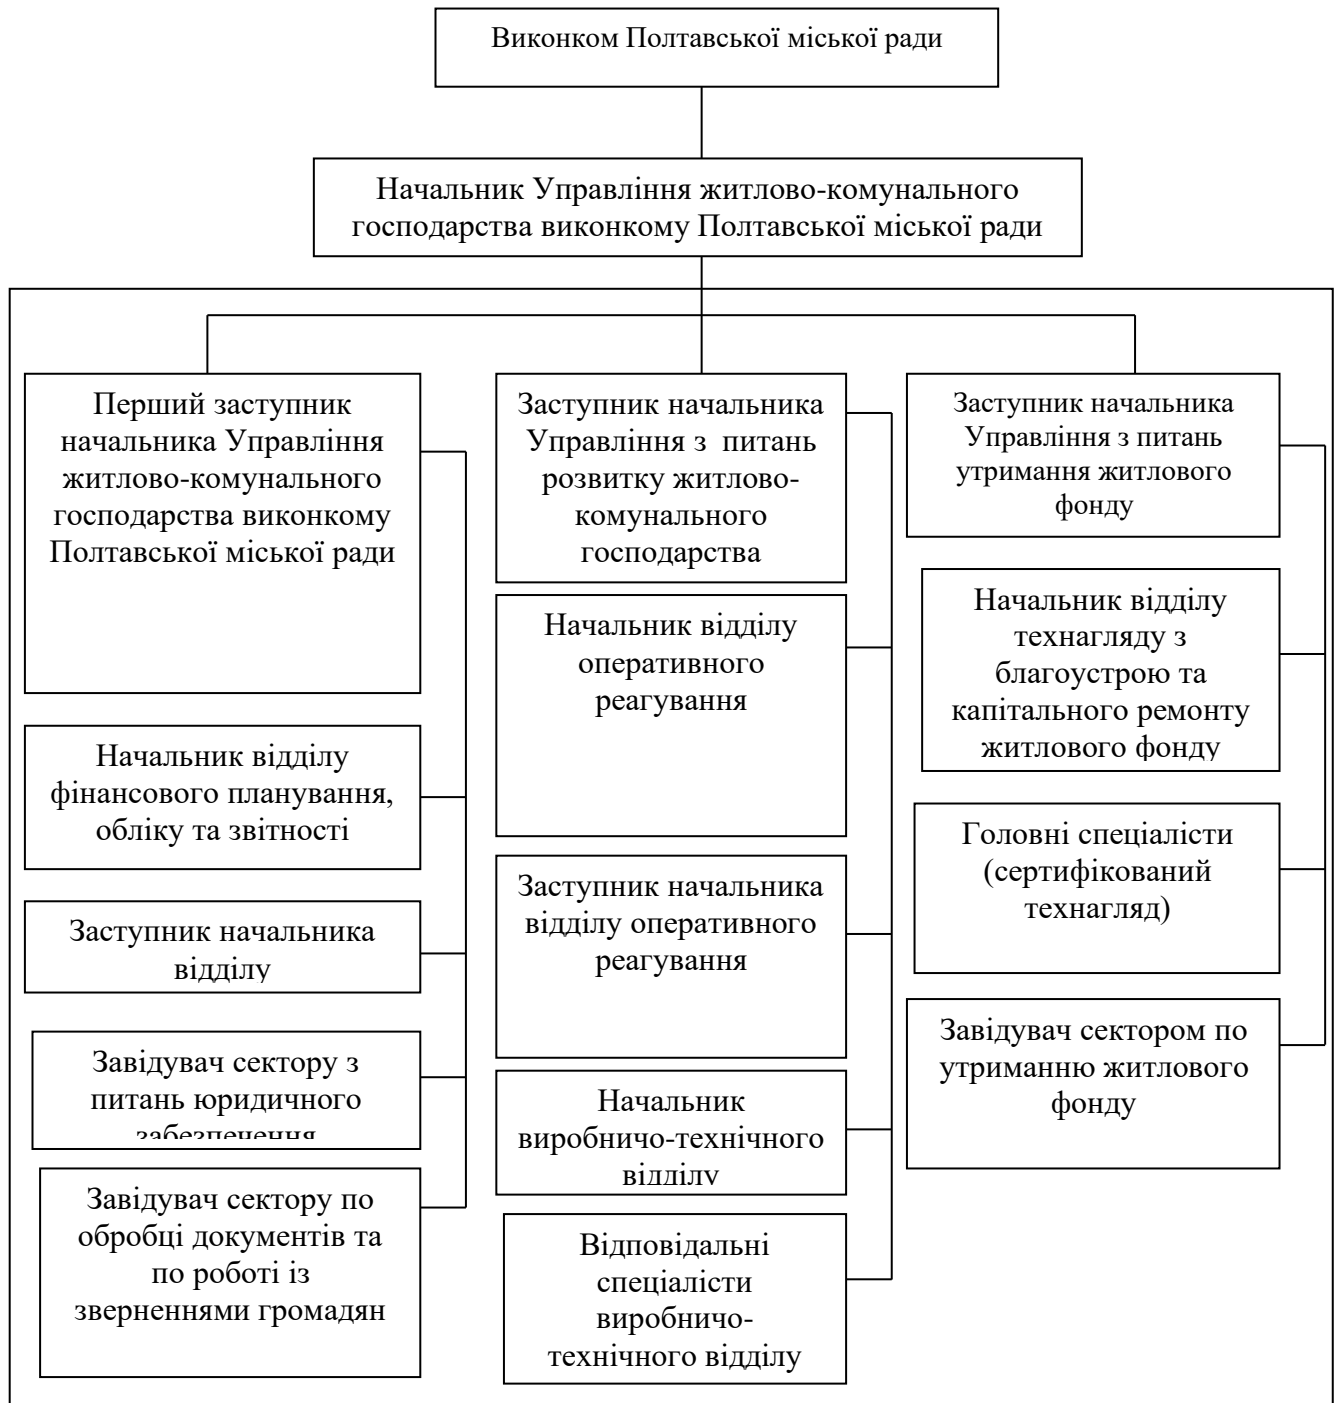 Виконком Полтавської міської ради
Начальник Управління житлово-комунального
господарства виконкому Полтавської міської ради
Перший заступник
начальника Управління
житлово-комунального
господарства виконкому
Полтавської міської ради
Начальник відділу
фінансового планування,
обліку та звітності
Заступник начальника
відділу
Завідувач сектору з
питань юридичного
забезпечення
Завідувач сектору по
обробці документів та
по роботі із
зверненнями громадян
Заступник начальника
Управління з питань
розвитку житлово-
комунального
господарства
Начальник відділу
оперативного
реагування
Заступник начальника
відділу оперативного
реагування
Начальник
виробничо-технічного
відділу
Відповідальні
спеціалісти
виробничо-
технічного відділу
Заступник начальника
Управління з питань
утримання житлового
фонду
Начальник відділу
технагляду з
благоустрою та
капітального ремонту
житлового фонду
Головні спеціалісти
(сертифікований
технагляд)
Завідувач сектором по
утриманню житлового
фонду